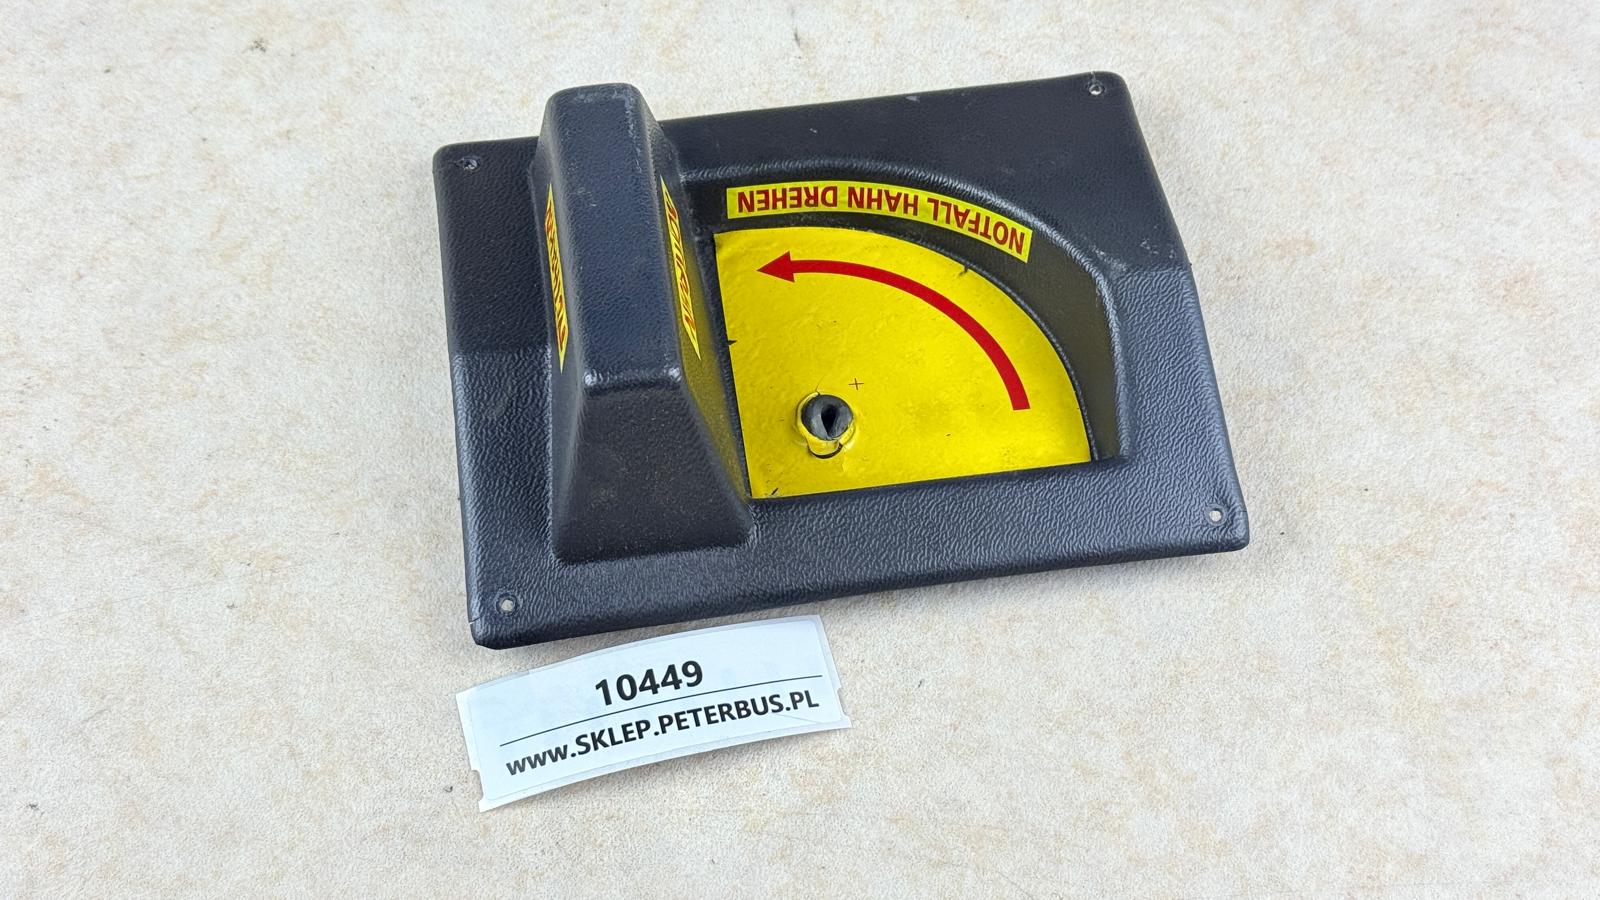 NOTFALL HAHN DREHEN
10449
www.SKLEP.PETERBUS.PL